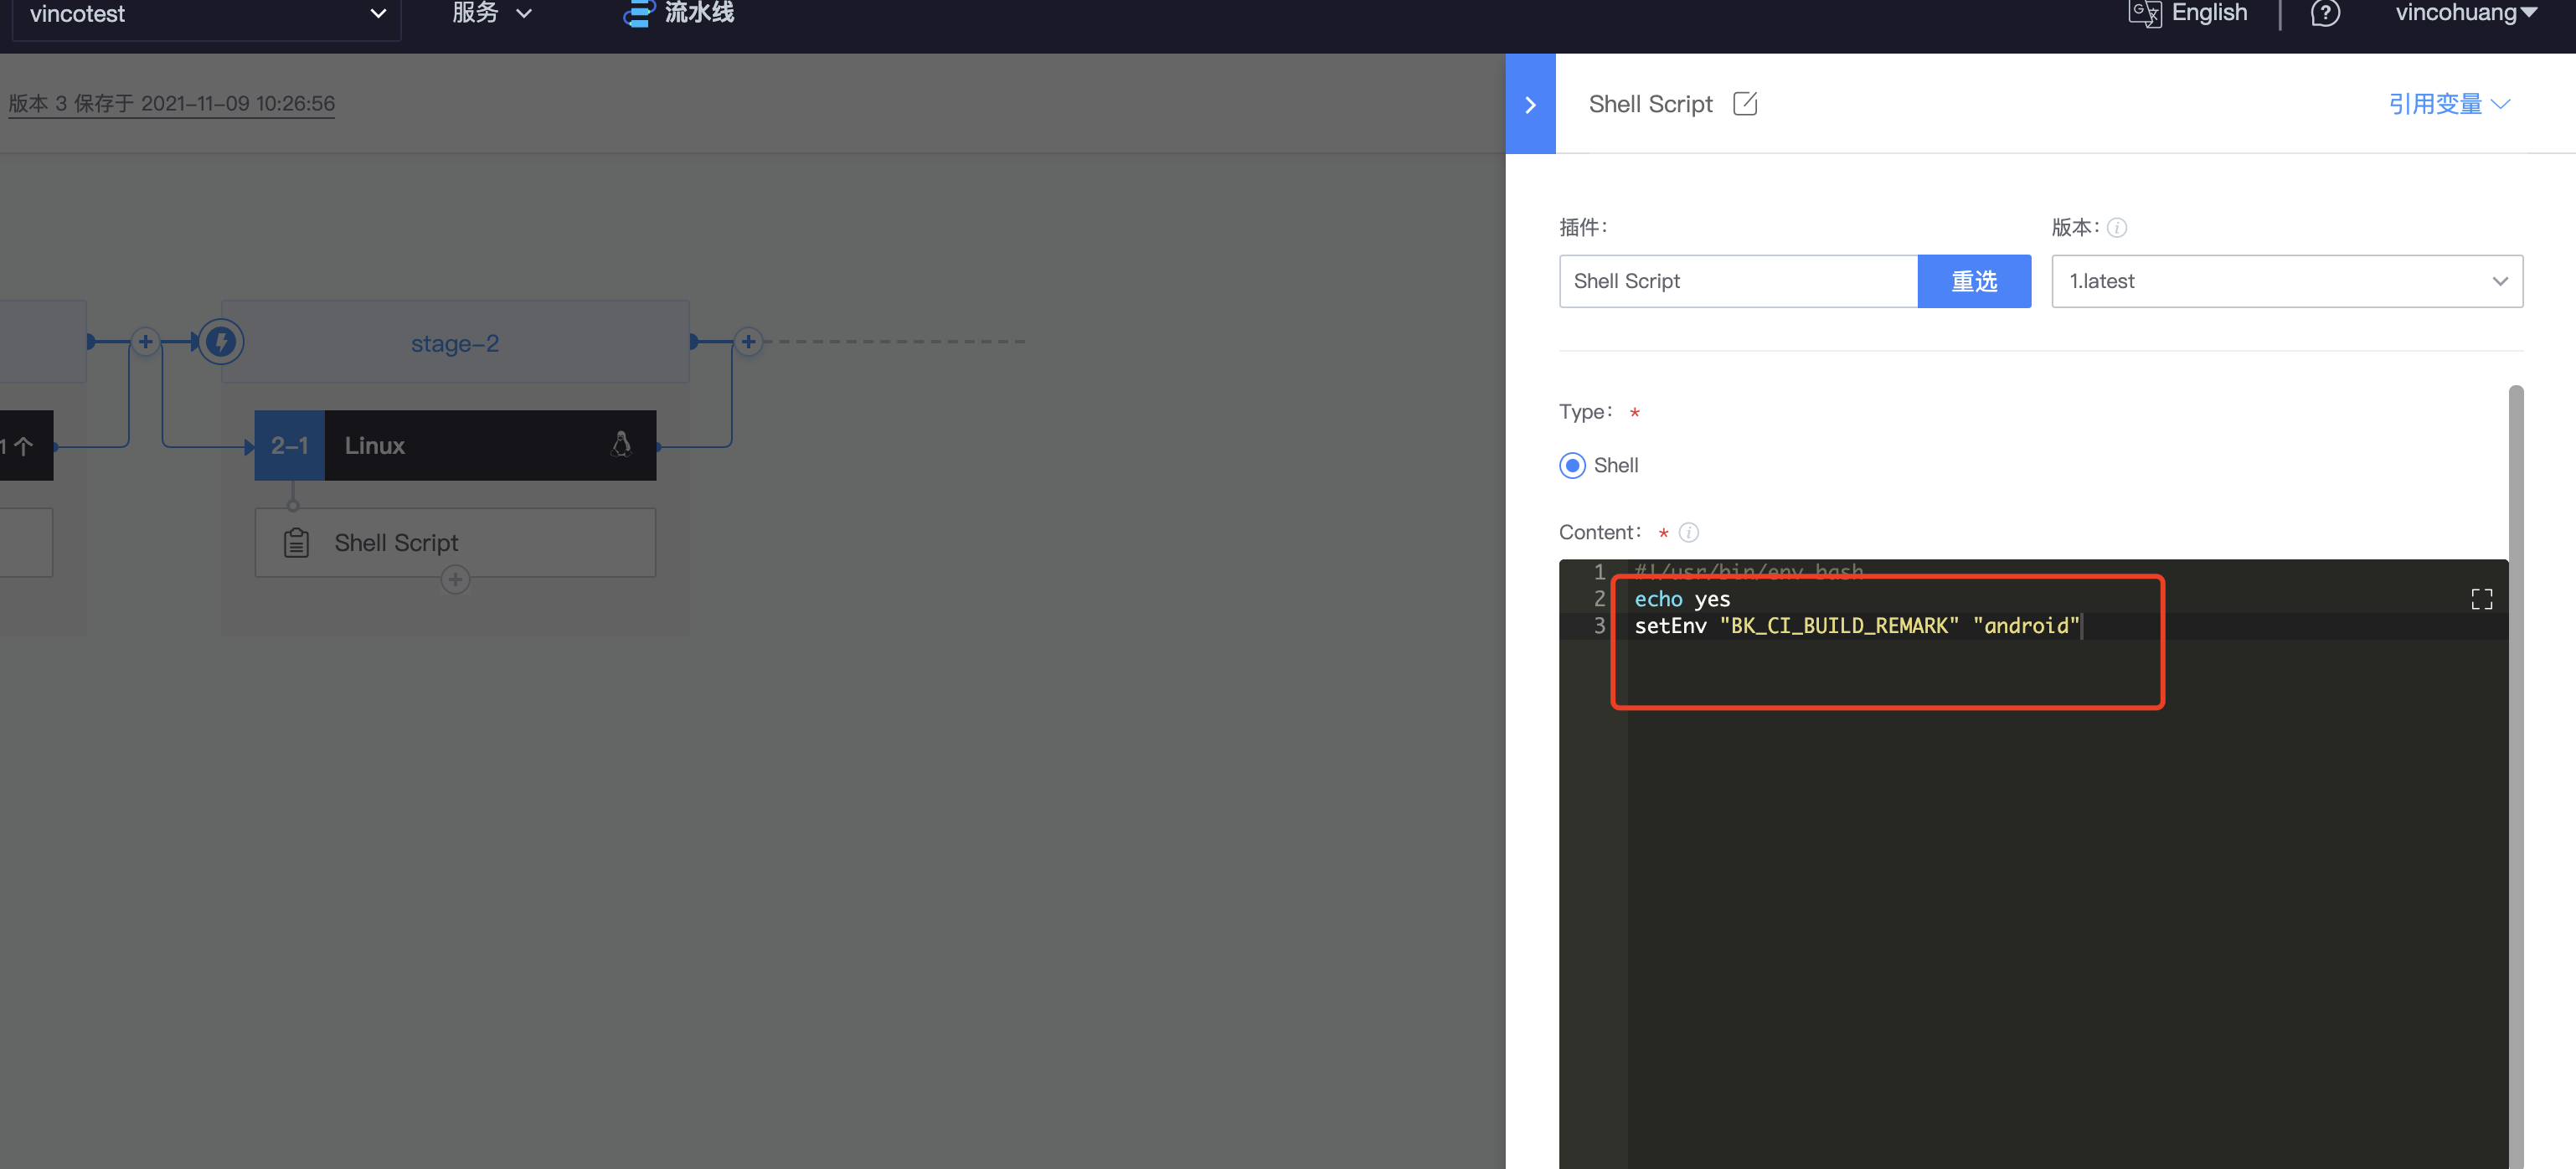 vincotest
服务
流水线
English
vincohuang
版本 3 保存于 2021-11-09 10:26:56
Shell Script
引用变量
插件:
版本:
Shell Script
重选
1.latest
stage-2
Type: *
1个
2-1
Linux
Shell
Shell Script
Content: *
1 #!/usr/bin/env bash
2 echo yes
3 setEnv "BK_CI_BUILD_REMARK" "android"